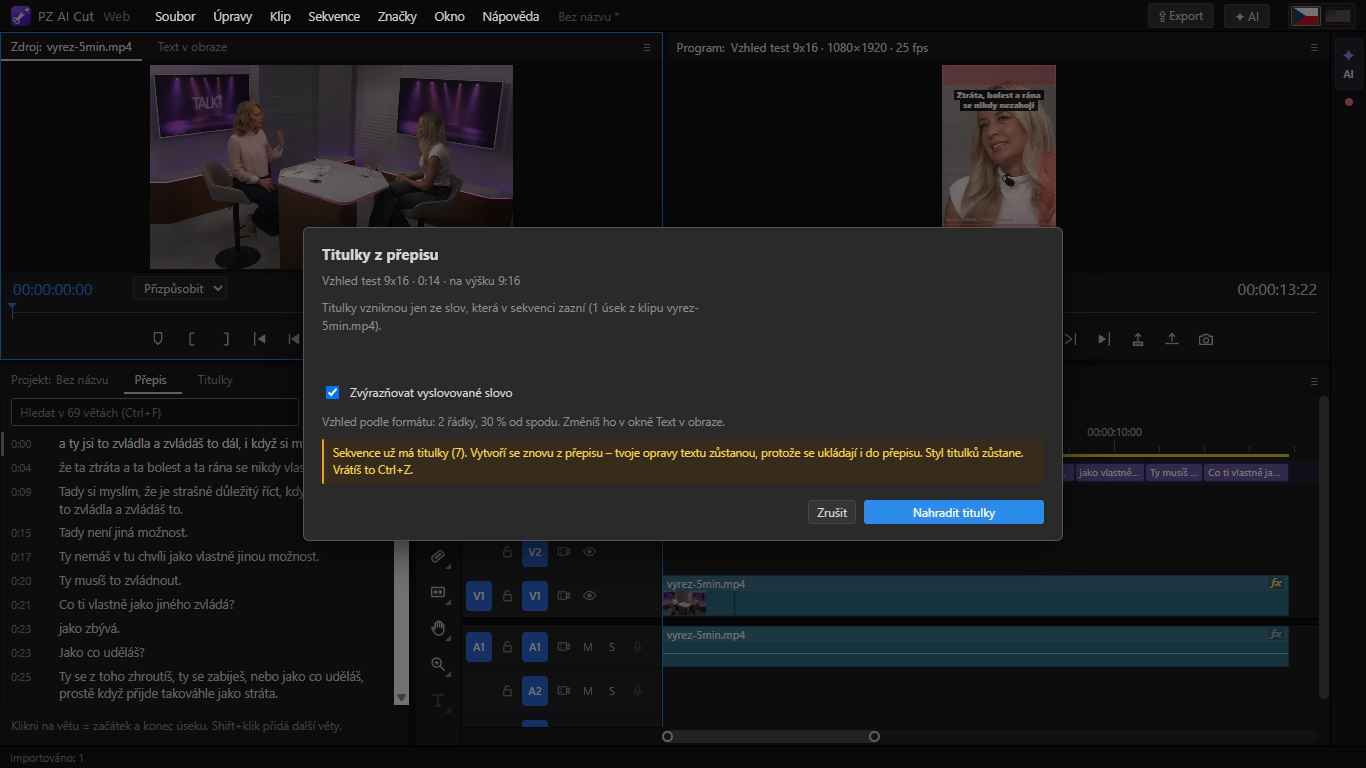 PZ AI Cut Web
Soubor Úpravy Klip Sekvence Značky Okno Nápověda Bez názvu *
Export
AI
Zdroj: vyrez-5min.mp4
Text v obraze
Program: Vzhled test 9x16 · 1080×1920 · 25 fps
AI
TALK
Ztráta, bolest a rána
se nikdy nezahojí
00:00:00:00
Přizpůsobit
00:00:13:22
Titulky z přepisu
Vzhled test 9x16 · 0:14 · na výšku 9:16
Titulky vzniknou jen ze slov, která v sekvenci zazní (1 úsek z klipu vyrez-
5min.mp4).
Zvýrazňovat vyslovované slovo
Vzhled podle formátu: 2 řádky, 30 % od spodu. Změníš ho v okně Text v obraze.
Sekvence už má titulky (7). Vytvoří se znovu z přepisu – tvoje opravy textu zůstanou, protože se ukládají i do přepisu. Styl titulků zůstane.
Vrátíš to Ctrl+Z.
Zrušit
Nahradit titulky
Projekt: Bez názvu
Přepis
Titulky
Hledat v 69 větách (Ctrl+F)
0:00 a ty jsi to zvládla a zvládáš to dál, i když si
0:04 že ta ztráta a ta bolest a ta rána se nikdy
0:09 Tady si myslím, že je strašně důležitý říct,
to zvládla a zvládáš to.
0:15 Tady není jiná možnost.
0:17 Ty nemáš v tu chvíli jako vlastně jinou možnost.
0:20 Ty musíš to zvládnout.
0:21 Co ti vlastně jako jiného zvládá?
0:23 jako zbývá.
0:23 Jako co uděláš?
0:25 Ty se z toho zhroutíš, ty se zabiješ, nebo jako co uděláš,
prostě když přijde takováhle jako stráta.
Klikni na větu = začátek a konec úseku. Shift+klik přidá další věty.
00:00:10:00
jako vlastně...
Ty musíš ...
Co ti vlastně ja...
V2
V1 V1
vyrez-5min.mp4
fx
A1 A1 M S
vyrez-5min.mp4
fx
A2 M S
T
Importováno: 1